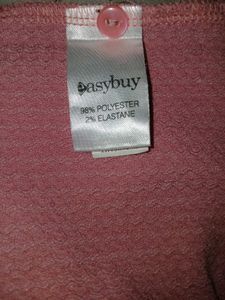 easybuy
98% POLYESTER
2% ELASTANE